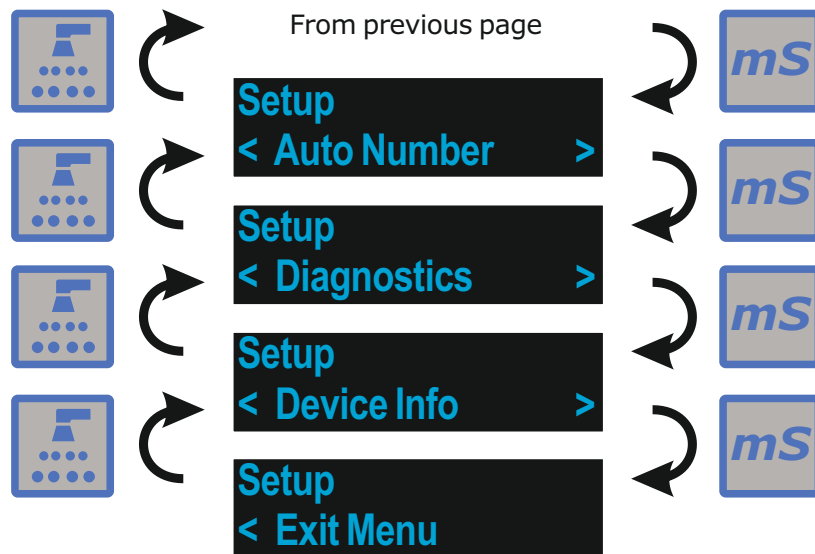 From previous page
mS
Setup
< Auto Number >
mS
Setup
< Diagnostics >
mS
Setup
< Device Info >
mS
Setup
< Exit Menu